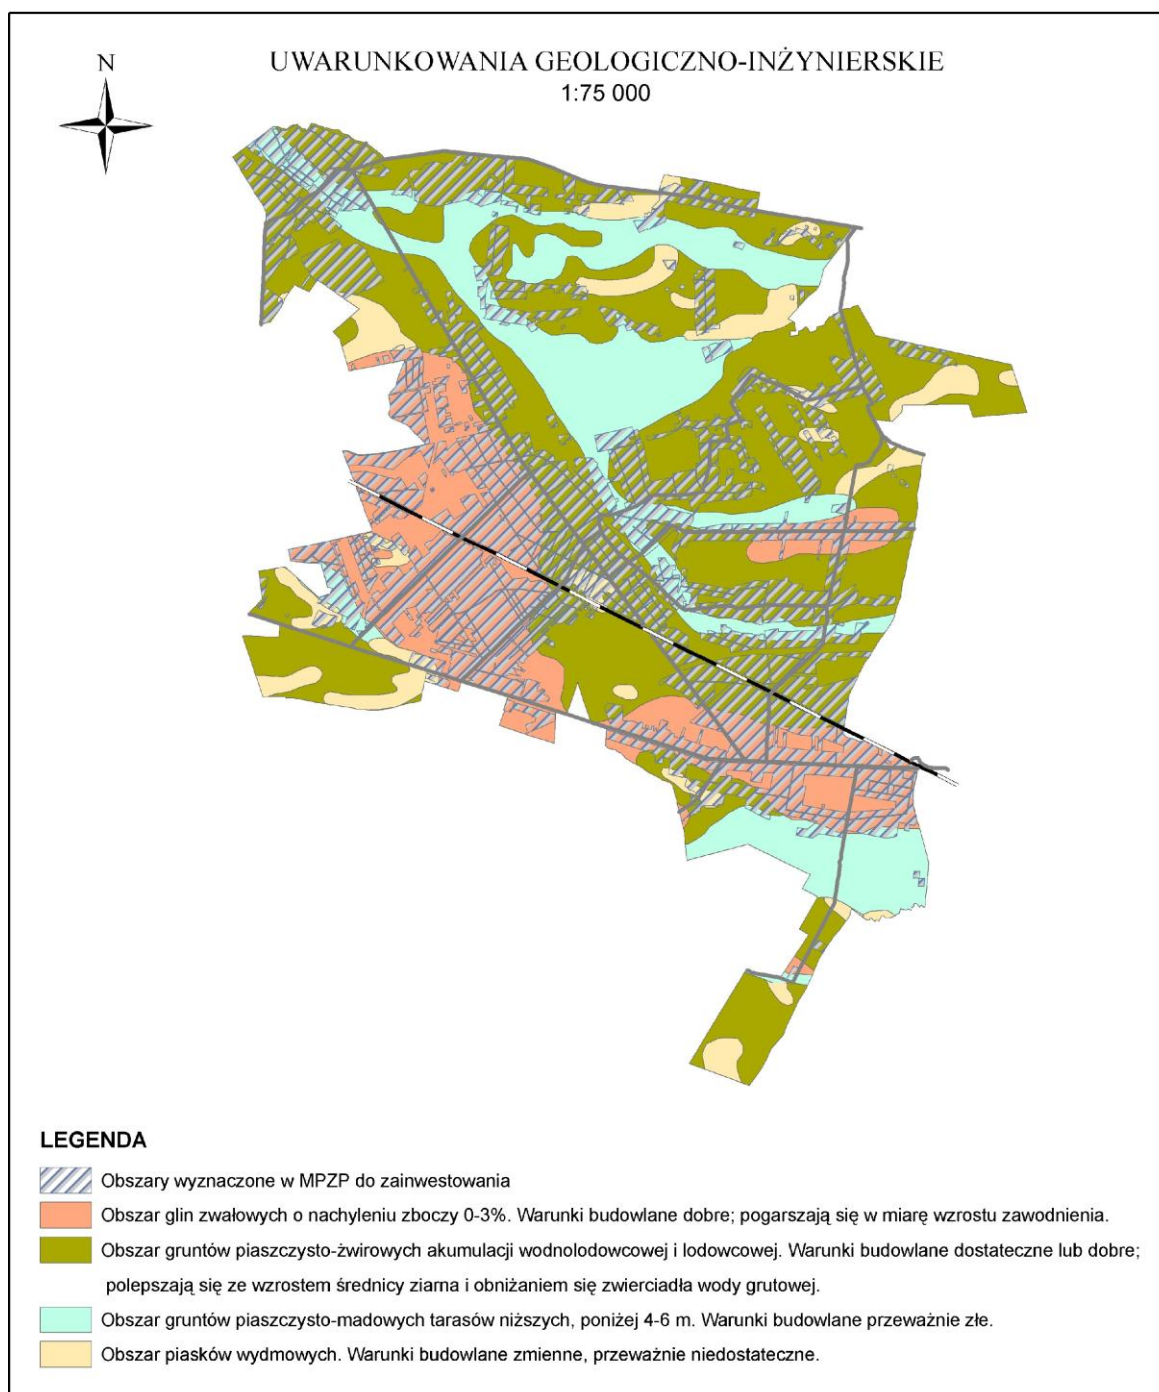 N
UWARUNKOWANIA GEOLOGICZNO-INŻYNIERSKIE
1:75 000
LEGENDA
Obszary wyznaczone w MPZP do zainwestowania
Obszar glin zwałowych o nachyleniu zboczy 0-3%. Warunki budowlane dobre; pogarszają się w miarę wzrostu zawodnienia.
Obszar gruntów piaszczysto-żwirowych akumulacji wodnolodowcowej i lodowcowej. Warunki budowlane dostateczne lub dobre;
polepszają się ze wzrostem średnicy ziarna i obniżaniem się zwierciadła wody grutowej.
Obszar gruntów piaszczysto-madowych tarasów niższych, poniżej 4-6 m. Warunki budowlane przeważnie złe.
Obszar piasków wydmowych. Warunki budowlane zmienne, przeważnie niedostateczne.